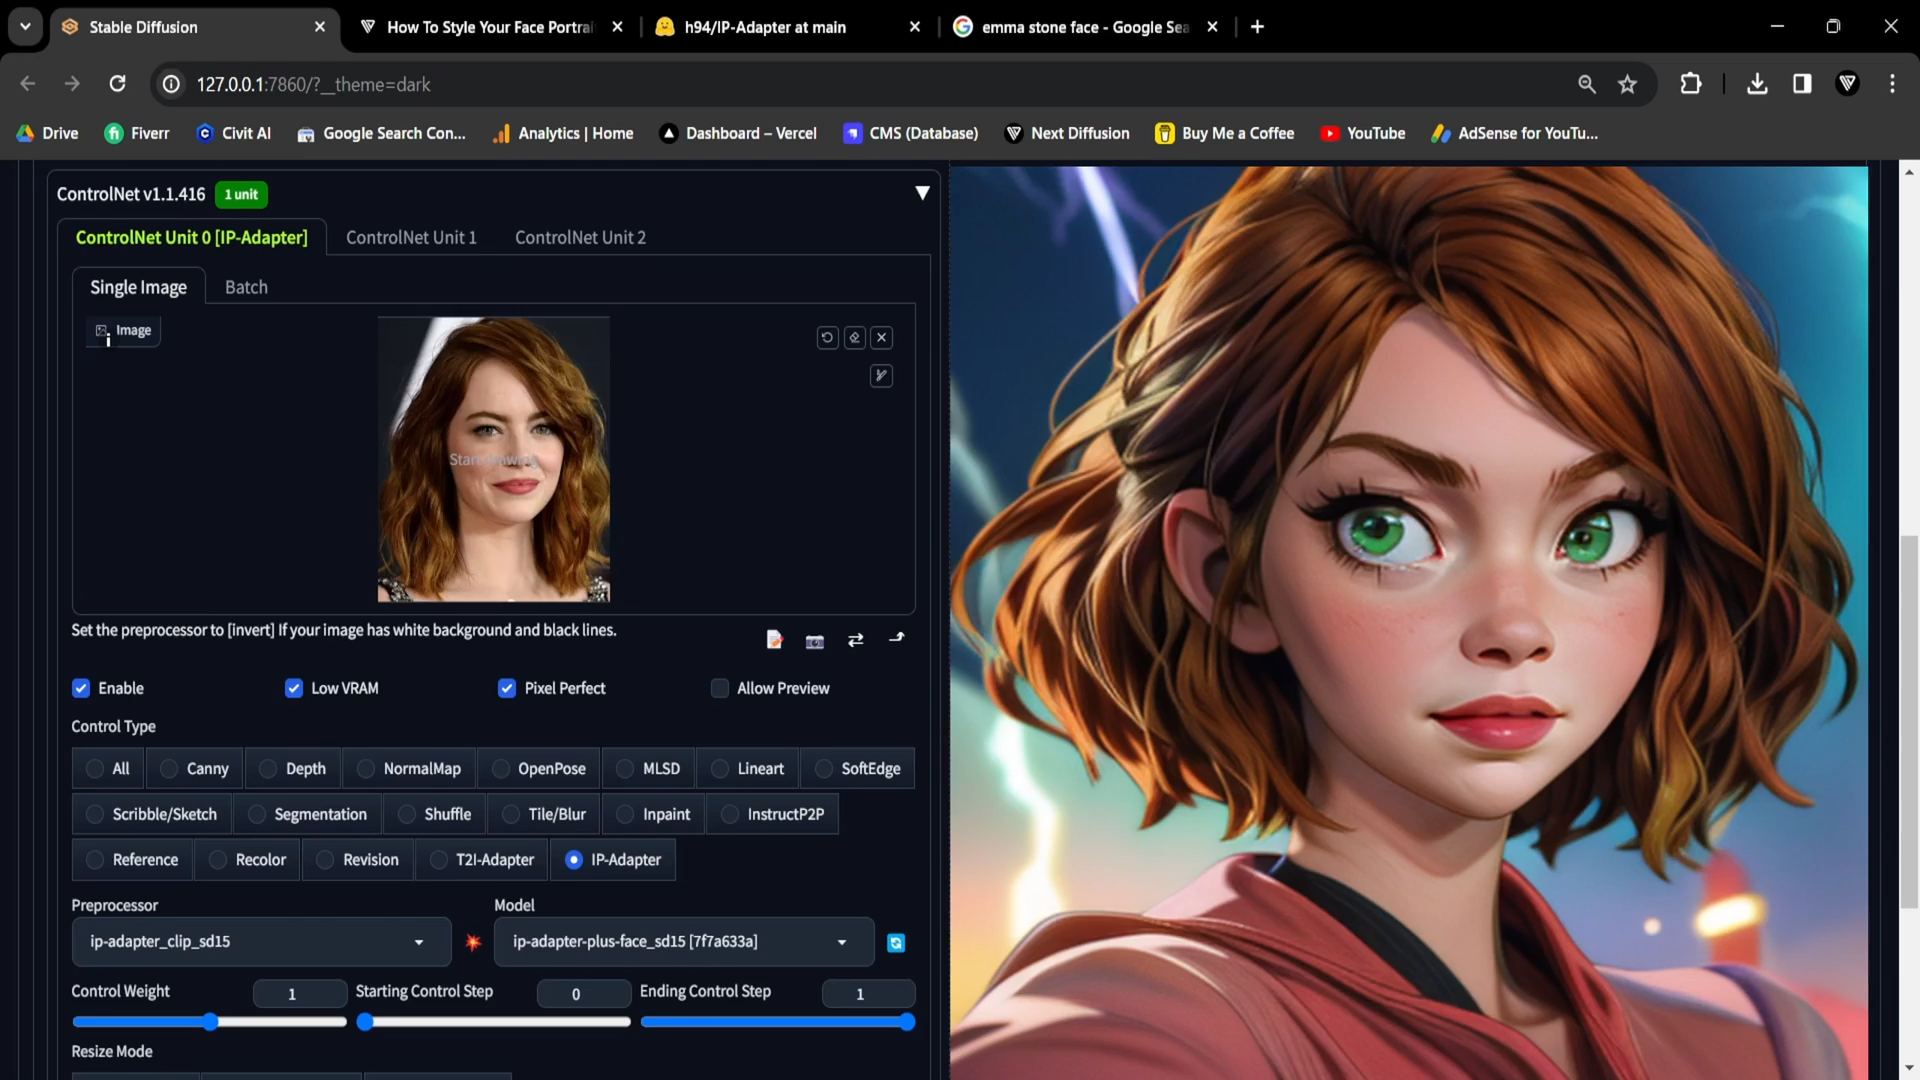 Stable Diffusion
How To Style Your Face Portrai
h94/IP-Adapter at main
emma stone face - Google Sea
127.0.0.1:7860/?__theme=dark
Drive
Fiverr
Civit AI
Google Search Con...
Analytics | Home
Dashboard – Vercel
CMS (Database)
Next Diffusion
Buy Me a Coffee
YouTube
AdSense for YouTu...
ControlNet v1.1.416 1 unit
ControlNet Unit 0 [IP-Adapter] ControlNet Unit 1 ControlNet Unit 2
Single Image Batch
Image
Start drawing
Set the preprocessor to [invert] If your image has white background and black lines.
Enable Low VRAM Pixel Perfect Allow Preview
Control Type
All Canny Depth NormalMap OpenPose MLSD Lineart SoftEdge
Scribble/Sketch Segmentation Shuffle Tile/Blur Inpaint InstructP2P
Reference Recolor Revision T2I-Adapter IP-Adapter
Preprocessor Model
ip-adapter_clip_sd15 ip-adapter-plus-face_sd15 [7f7a633a]
Control Weight 1 Starting Control Step 0 Ending Control Step 1
Resize Mode